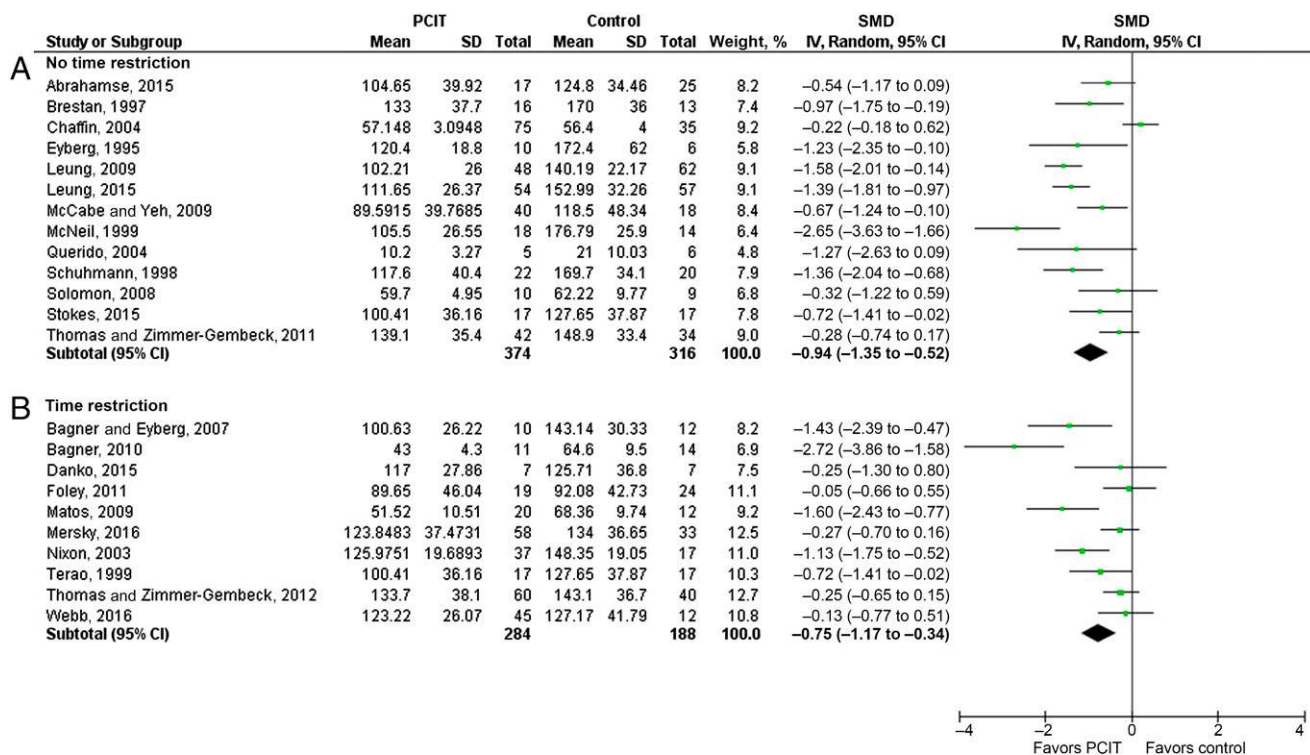 PCIT Control SMD SMD
Study or Subgroup Mean SD Total Mean SD Total Weight, % IV, Random, 95% CI IV, Random, 95% CI
A No time restriction
Abrahamse, 2015 104.65 39.92 17 124.8 34.46 25 8.2 −0.54 (−1.17 to 0.09)
Brestan, 1997 133 37.7 16 170 36 13 7.4 −0.97 (−1.75 to −0.19)
Chaffin, 2004 57.148 3.0948 75 56.4 4 35 9.2 −0.22 (−0.18 to 0.62)
Eyberg, 1995 120.4 18.8 10 172.4 62 6 5.8 −1.23 (−2.35 to −0.10)
Leung, 2009 102.21 26 48 140.19 22.17 62 9.1 −1.58 (−2.01 to −0.14)
Leung, 2015 111.65 26.37 54 152.99 32.26 57 9.1 −1.39 (−1.81 to −0.97)
McCabe and Yeh, 2009 89.5915 39.7685 40 118.5 48.34 18 8.4 −0.67 (−1.24 to −0.10)
McNeil, 1999 105.5 26.55 18 176.79 25.9 14 6.4 −2.65 (−3.63 to −1.66)
Querido, 2004 10.2 3.27 5 21 10.03 6 4.8 −1.27 (−2.63 to 0.09)
Schuhmann, 1998 117.6 40.4 22 169.7 34.1 20 7.9 −1.36 (−2.04 to −0.68)
Solomon, 2008 59.7 4.95 10 62.22 9.77 9 6.8 −0.32 (−1.22 to 0.59)
Stokes, 2015 100.41 36.16 17 127.65 37.87 17 7.8 −0.72 (−1.41 to −0.02)
Thomas and Zimmer-Gembeck, 2011 139.1 35.4 42 148.9 33.4 34 9.0 −0.28 (−0.74 to 0.17)
Subtotal (95% CI) 374 316 100.0 −0.94 (−1.35 to −0.52)
B Time restriction
Bagner and Eyberg, 2007 100.63 26.22 10 143.14 30.33 12 8.2 −1.43 (−2.39 to −0.47)
Bagner, 2010 43 4.3 11 64.6 9.5 14 6.9 −2.72 (−3.86 to −1.58)
Danko, 2015 117 27.86 7 125.71 36.8 7 7.5 −0.25 (−1.30 to 0.80)
Foley, 2011 89.65 46.04 19 92.08 42.73 24 11.1 −0.05 (−0.66 to 0.55)
Matos, 2009 51.52 10.51 20 68.36 9.74 12 9.2 −1.60 (−2.43 to −0.77)
Mersky, 2016 123.8483 37.4731 58 134 36.65 33 12.5 −0.27 (−0.70 to 0.16)
Nixon, 2003 125.9751 19.6893 37 148.35 19.05 17 11.0 −1.13 (−1.75 to −0.52)
Terao, 1999 100.41 36.16 17 127.65 37.87 17 10.3 −0.72 (−1.41 to −0.02)
Thomas and Zimmer-Gembeck, 2012 133.7 38.1 60 143.1 36.7 40 12.7 −0.25 (−0.65 to 0.15)
Webb, 2016 123.22 26.07 45 127.17 41.79 12 10.8 −0.13 (−0.77 to 0.51)
Subtotal (95% CI) 284 188 100.0 −0.75 (−1.17 to −0.34)
−4 −2 0 2 4
Favors PCIT Favors control